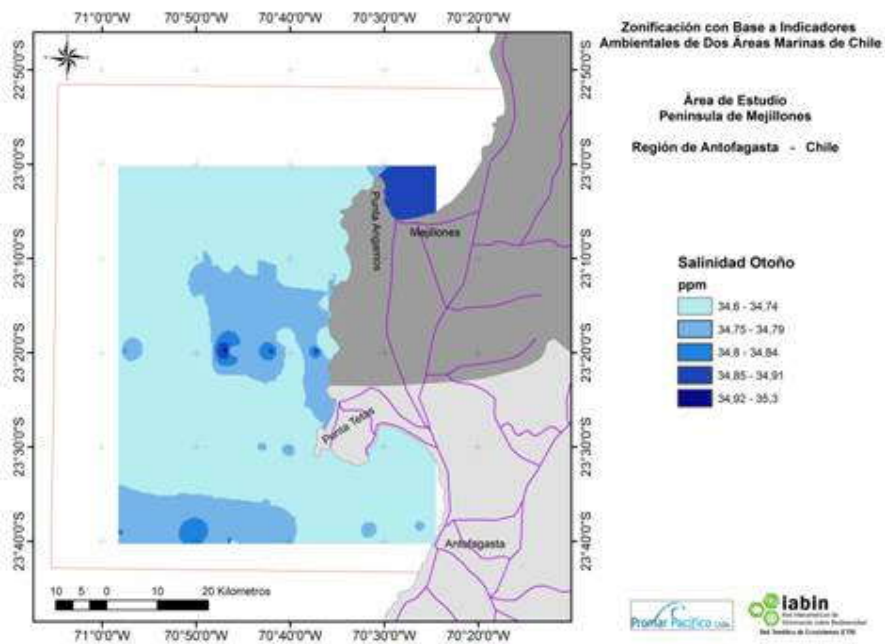 71°0'0"O 70°50'0"O 70°40'0"O 70°30'0"O 70°20'0"O
Zonificación con Base a Indicadores
Ambientales de Dos Áreas Marinas de Chile
Área de Estudio
Peninsula de Mejillones
Región de Antofagasta - Chile
22°50'0"S
23°0'0"S
23°10'0"S
23°20'0"S
23°30'0"S
23°40'0"S
22°50'0"S
23°0'0"S
23°10'0"S
23°20'0"S
23°30'0"S
23°40'0"S
Punta Angamos
Mejillones
Punta Tetas
Antofagasta
Salinidad Otoño
ppm
34,6 - 34,74
34,75 - 34,79
34,8 - 34,84
34,85 - 34,91
34,92 - 35,3
10 5 0 10 20 Kilometros
71°0'0"O 70°50'0"O 70°40'0"O 70°30'0"O 70°20'0"O
Promar Pacífico Ltda.
iabin